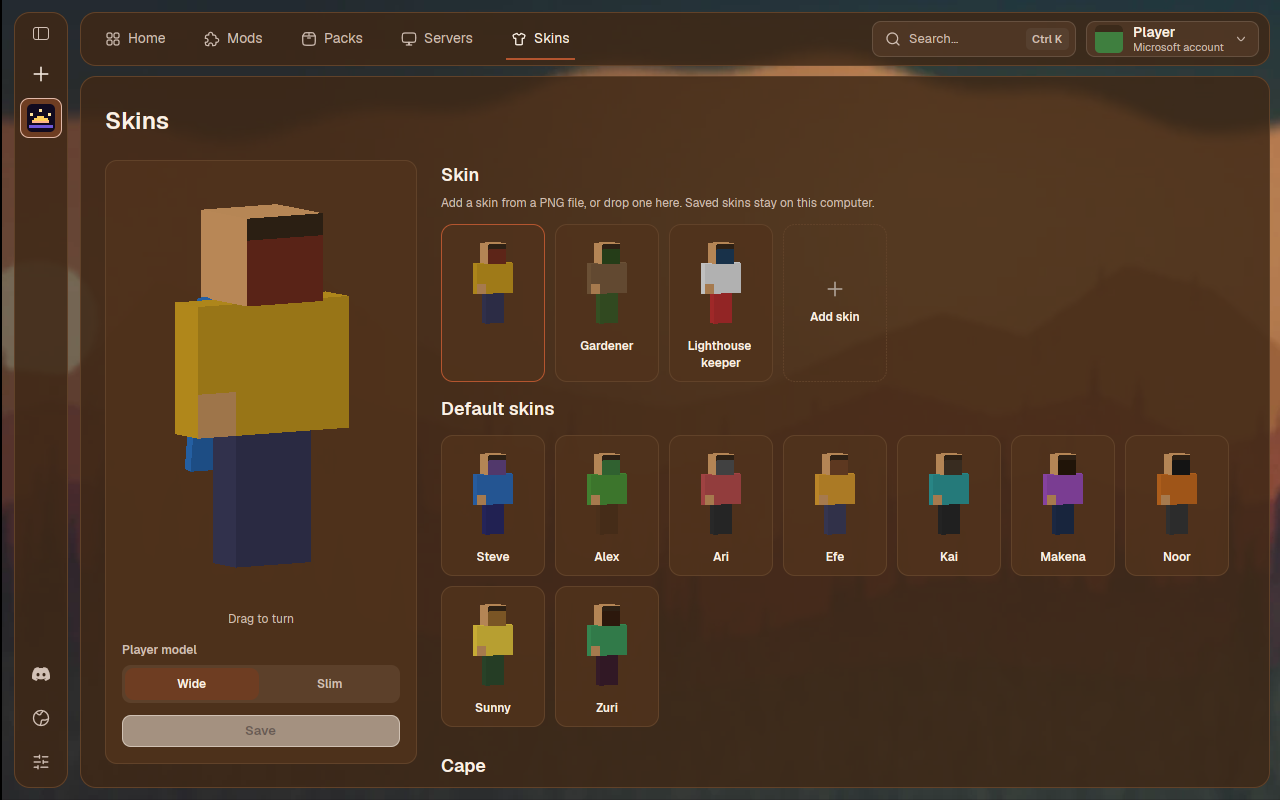 Home
Mods
Packs
Servers
Skins
Search...
Ctrl K
Player
Microsoft account
Skins
Drag to turn
Player model
Wide
Slim
Save
Skin
Add a skin from a PNG file, or drop one here. Saved skins stay on this computer.
Gardener
Lighthouse
keeper
Add skin
Default skins
Steve
Alex
Ari
Efe
Kai
Makena
Noor
Sunny
Zuri
Cape